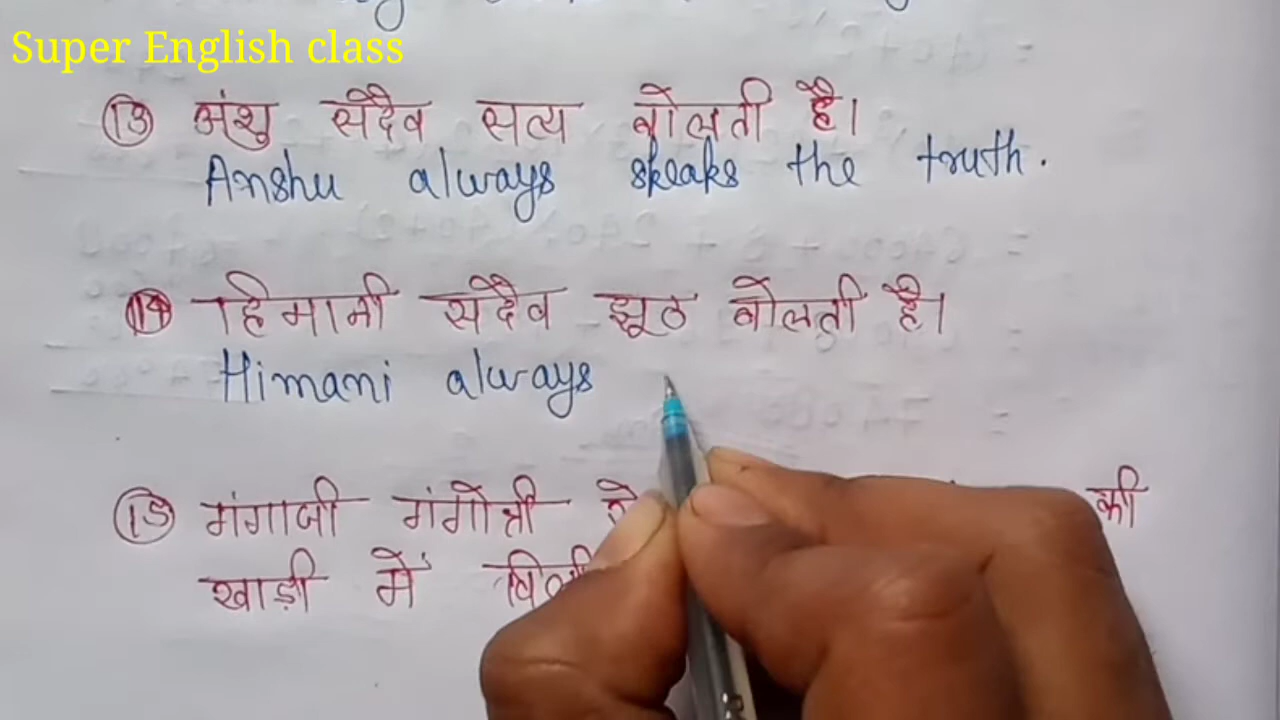 Super English class
(13) अंशु सदैव सत्य बोलती है।
Anshu always speaks the truth.
(14) हिमानी सदैव झूठ बोलती है।
Himani always
(15) गंगाजी गंगोत्री की
खाड़ी में